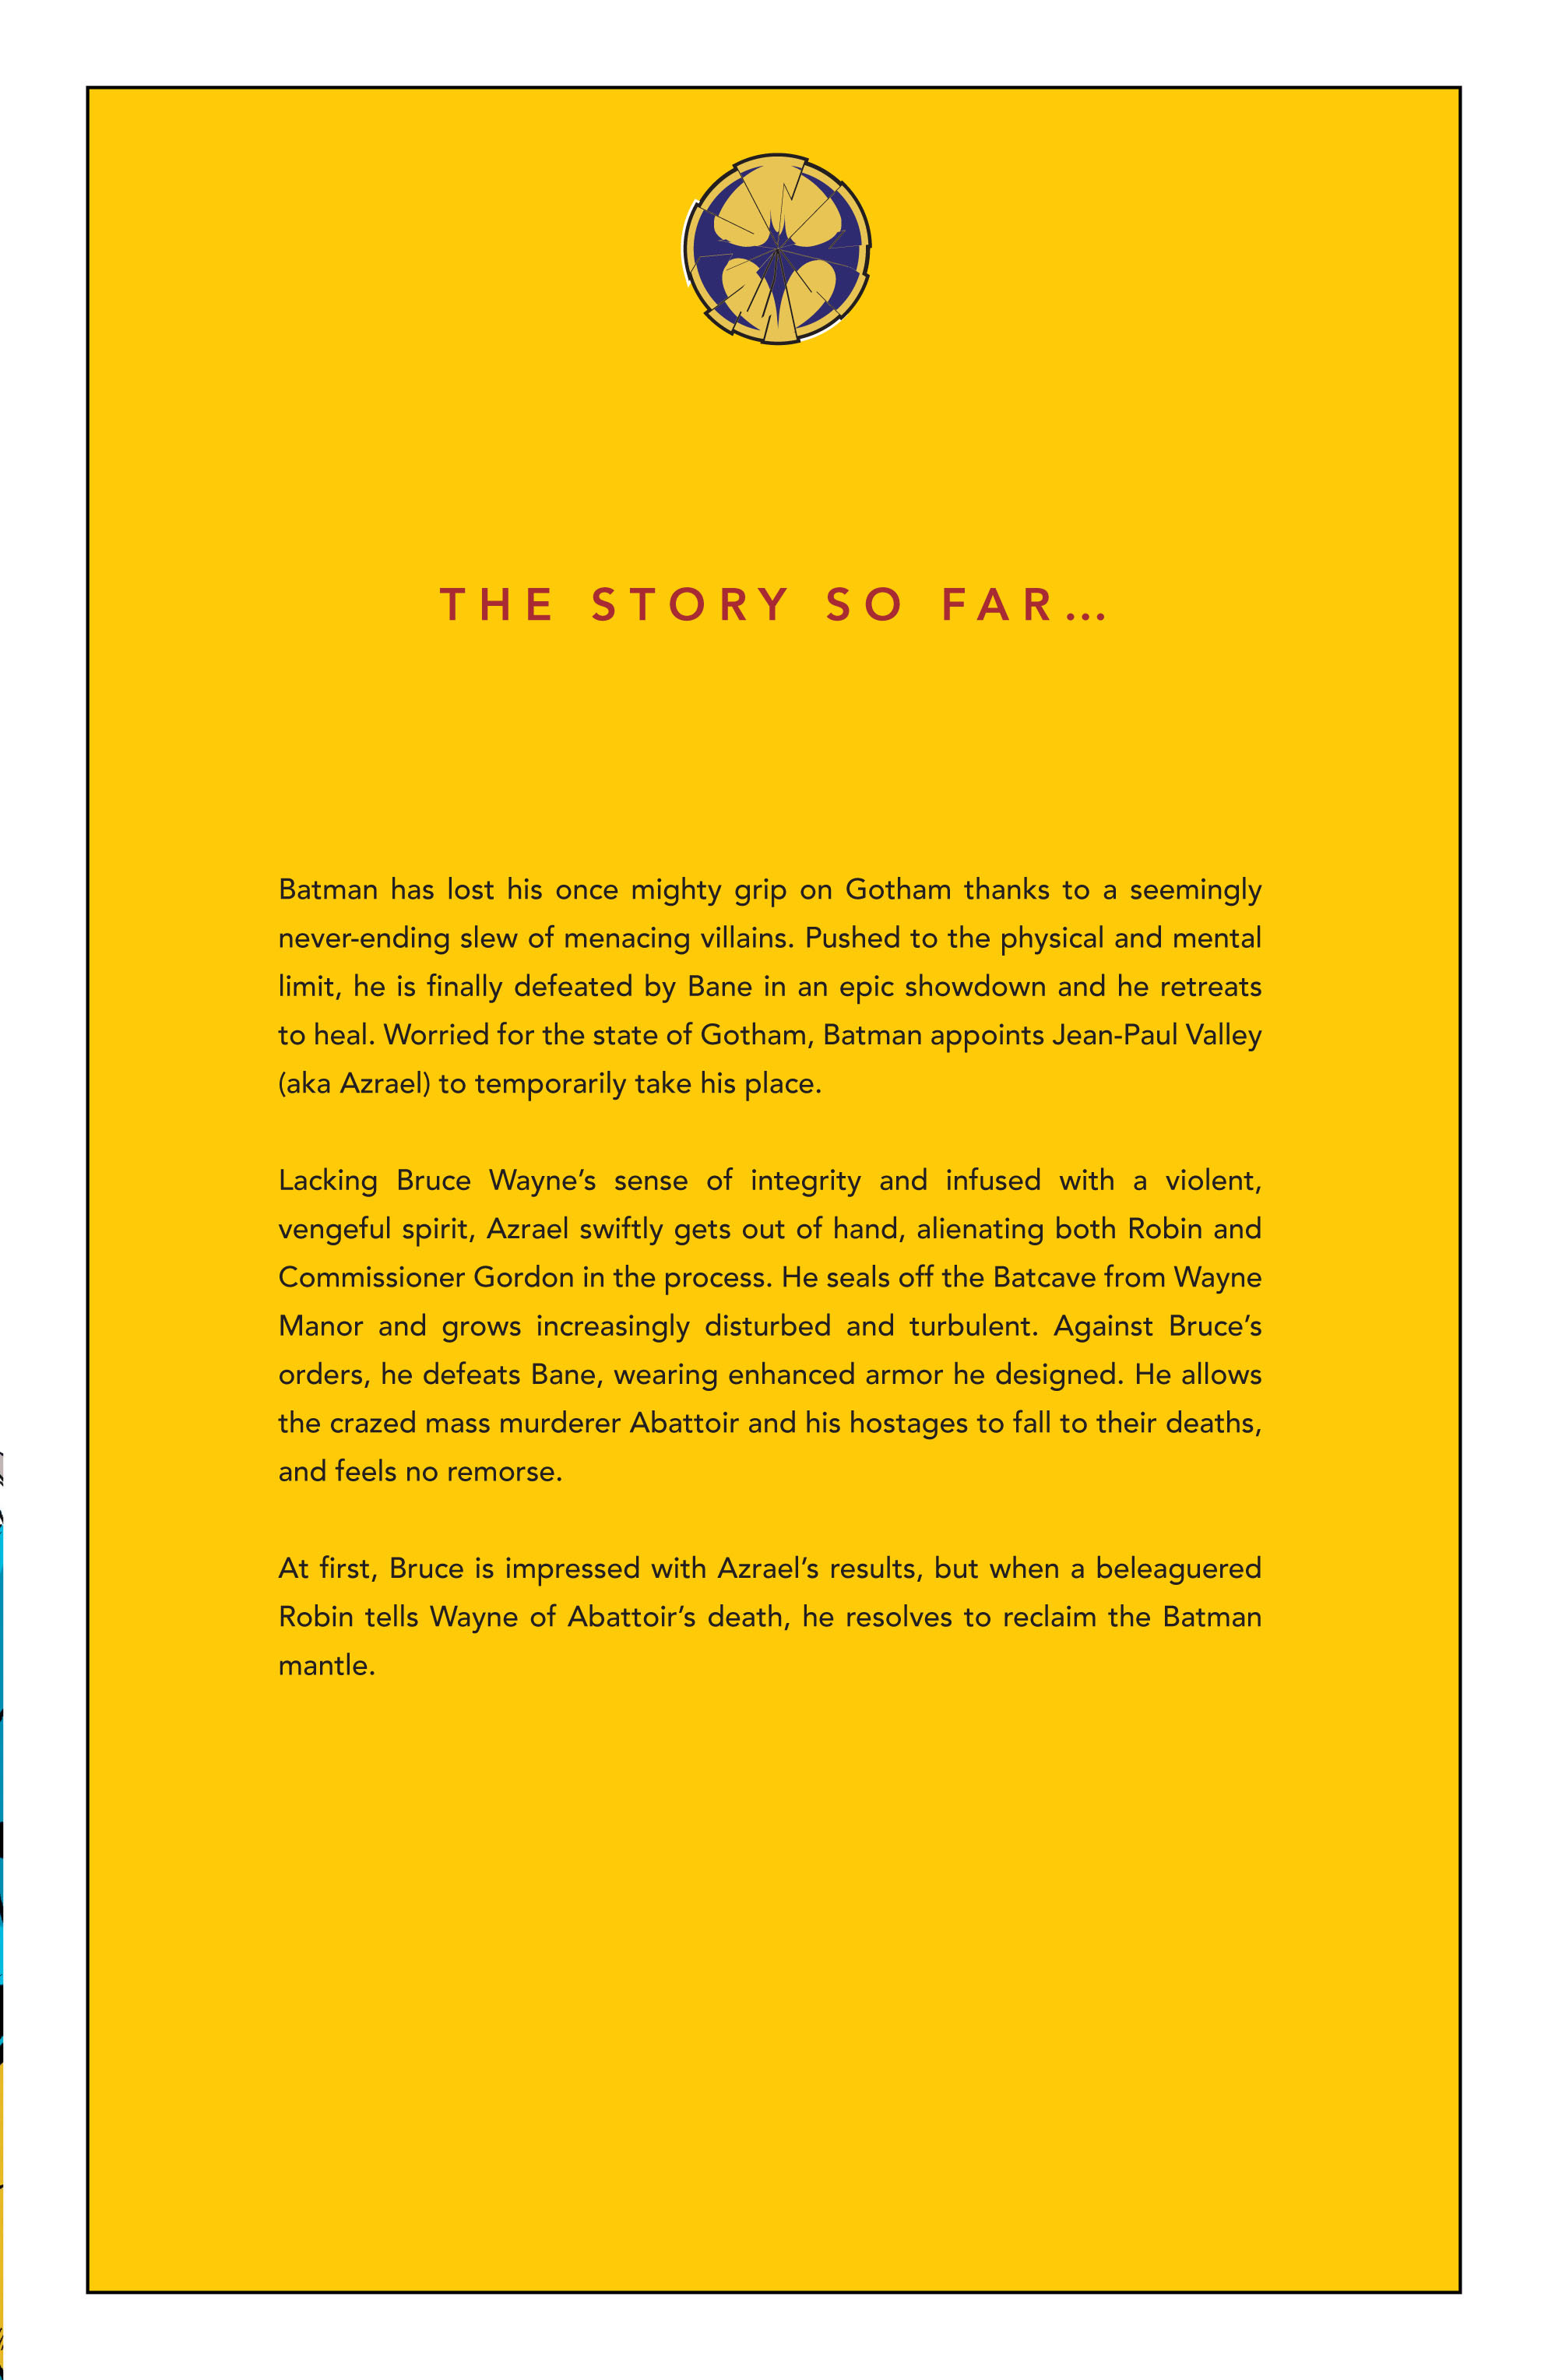 THE STORY SO FAR...
Batman has lost his once mighty grip on Gotham thanks to a seemingly
never-ending slew of menacing villains. Pushed to the physical and mental
limit, he is finally defeated by Bane in an epic showdown and he retreats
to heal. Worried for the state of Gotham, Batman appoints Jean-Paul Valley
(aka Azrael) to temporarily take his place.
Lacking Bruce Wayne’s sense of integrity and infused with a violent,
vengeful spirit, Azrael swiftly gets out of hand, alienating both Robin and
Commissioner Gordon in the process. He seals off the Batcave from Wayne
Manor and grows increasingly disturbed and turbulent. Against Bruce’s
orders, he defeats Bane, wearing enhanced armor he designed. He allows
the crazed mass murderer Abattoir and his hostages to fall to their deaths,
and feels no remorse.
At first, Bruce is impressed with Azrael’s results, but when a beleaguered
Robin tells Wayne of Abattoir’s death, he resolves to reclaim the Batman
mantle.